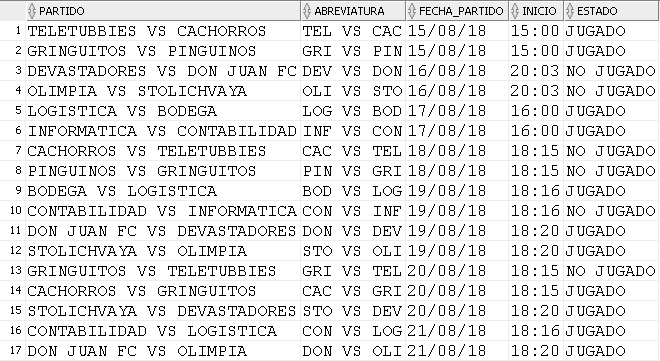 PARTIDO ABREVIATURA FECHA_PARTIDO INICIO ESTADO
1 TELETUBBIES VS CACHORROS TEL VS CAC 15/08/18 15:00 JUGADO
2 GRINGUITOS VS PINGUINOS GRI VS PIN 15/08/18 15:00 JUGADO
3 DEVASTADORES VS DON JUAN FC DEV VS DON 16/08/18 20:03 NO JUGADO
4 OLIMPIA VS STOLICHVAYA OLI VS STO 16/08/18 20:03 NO JUGADO
5 LOGISTICA VS BODEGA LOG VS BOD 17/08/18 16:00 JUGADO
6 INFORMATICA VS CONTABILIDAD INF VS CON 17/08/18 16:00 JUGADO
7 CACHORROS VS TELETUBBIES CAC VS TEL 18/08/18 18:15 NO JUGADO
8 PINGUINOS VS GRINGUITOS PIN VS GRI 18/08/18 18:15 NO JUGADO
9 BODEGA VS LOGISTICA BOD VS LOG 19/08/18 18:16 JUGADO
10 CONTABILIDAD VS INFORMATICA CON VS INF 19/08/18 18:16 NO JUGADO
11 DON JUAN FC VS DEVASTADORES DON VS DEV 19/08/18 18:20 JUGADO
12 STOLICHVAYA VS OLIMPIA STO VS OLI 19/08/18 18:20 JUGADO
13 GRINGUITOS VS TELETUBBIES GRI VS TEL 20/08/18 18:15 NO JUGADO
14 CACHORROS VS GRINGUITOS CAC VS GRI 20/08/18 18:15 JUGADO
15 STOLICHVAYA VS DEVASTADORES STO VS DEV 20/08/18 18:20 JUGADO
16 CONTABILIDAD VS LOGISTICA CON VS LOG 21/08/18 18:16 JUGADO
17 DON JUAN FC VS OLIMPIA DON VS OLI 21/08/18 18:20 JUGADO